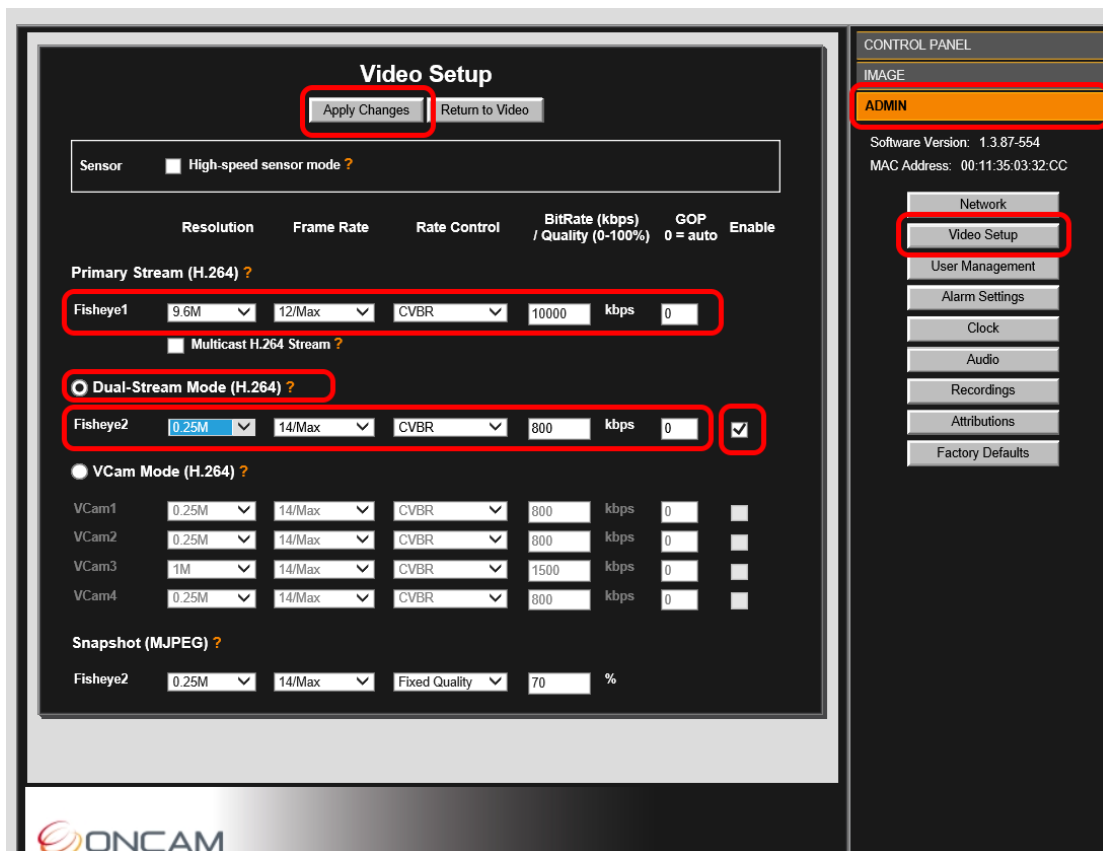 Video Setup
Apply Changes Return to Video
Sensor High-speed sensor mode ?
Resolution Frame Rate Rate Control BitRate (kbps) / Quality (0-100%) GOP 0 = auto Enable
Primary Stream (H.264) ?
Fisheye1 9.6M 12/Max CVBR 10000 kbps 0
Multicast H.264 Stream ?
Dual-Stream Mode (H.264) ?
Fisheye2 0.25M 14/Max CVBR 800 kbps 0
VCam Mode (H.264) ?
VCam1 0.25M 14/Max CVBR 800 kbps 0
VCam2 0.25M 14/Max CVBR 800 kbps 0
VCam3 1M 14/Max CVBR 1500 kbps 0
VCam4 0.25M 14/Max CVBR 800 kbps 0
Snapshot (MJPEG) ?
Fisheye2 0.25M 14/Max Fixed Quality 70 %
ONCAM
CONTROL PANEL
IMAGE
ADMIN
Software Version: 1.3.87-554
MAC Address: 00:11:35:03:32:CC
Network
Video Setup
User Management
Alarm Settings
Clock
Audio
Recordings
Attributions
Factory Defaults